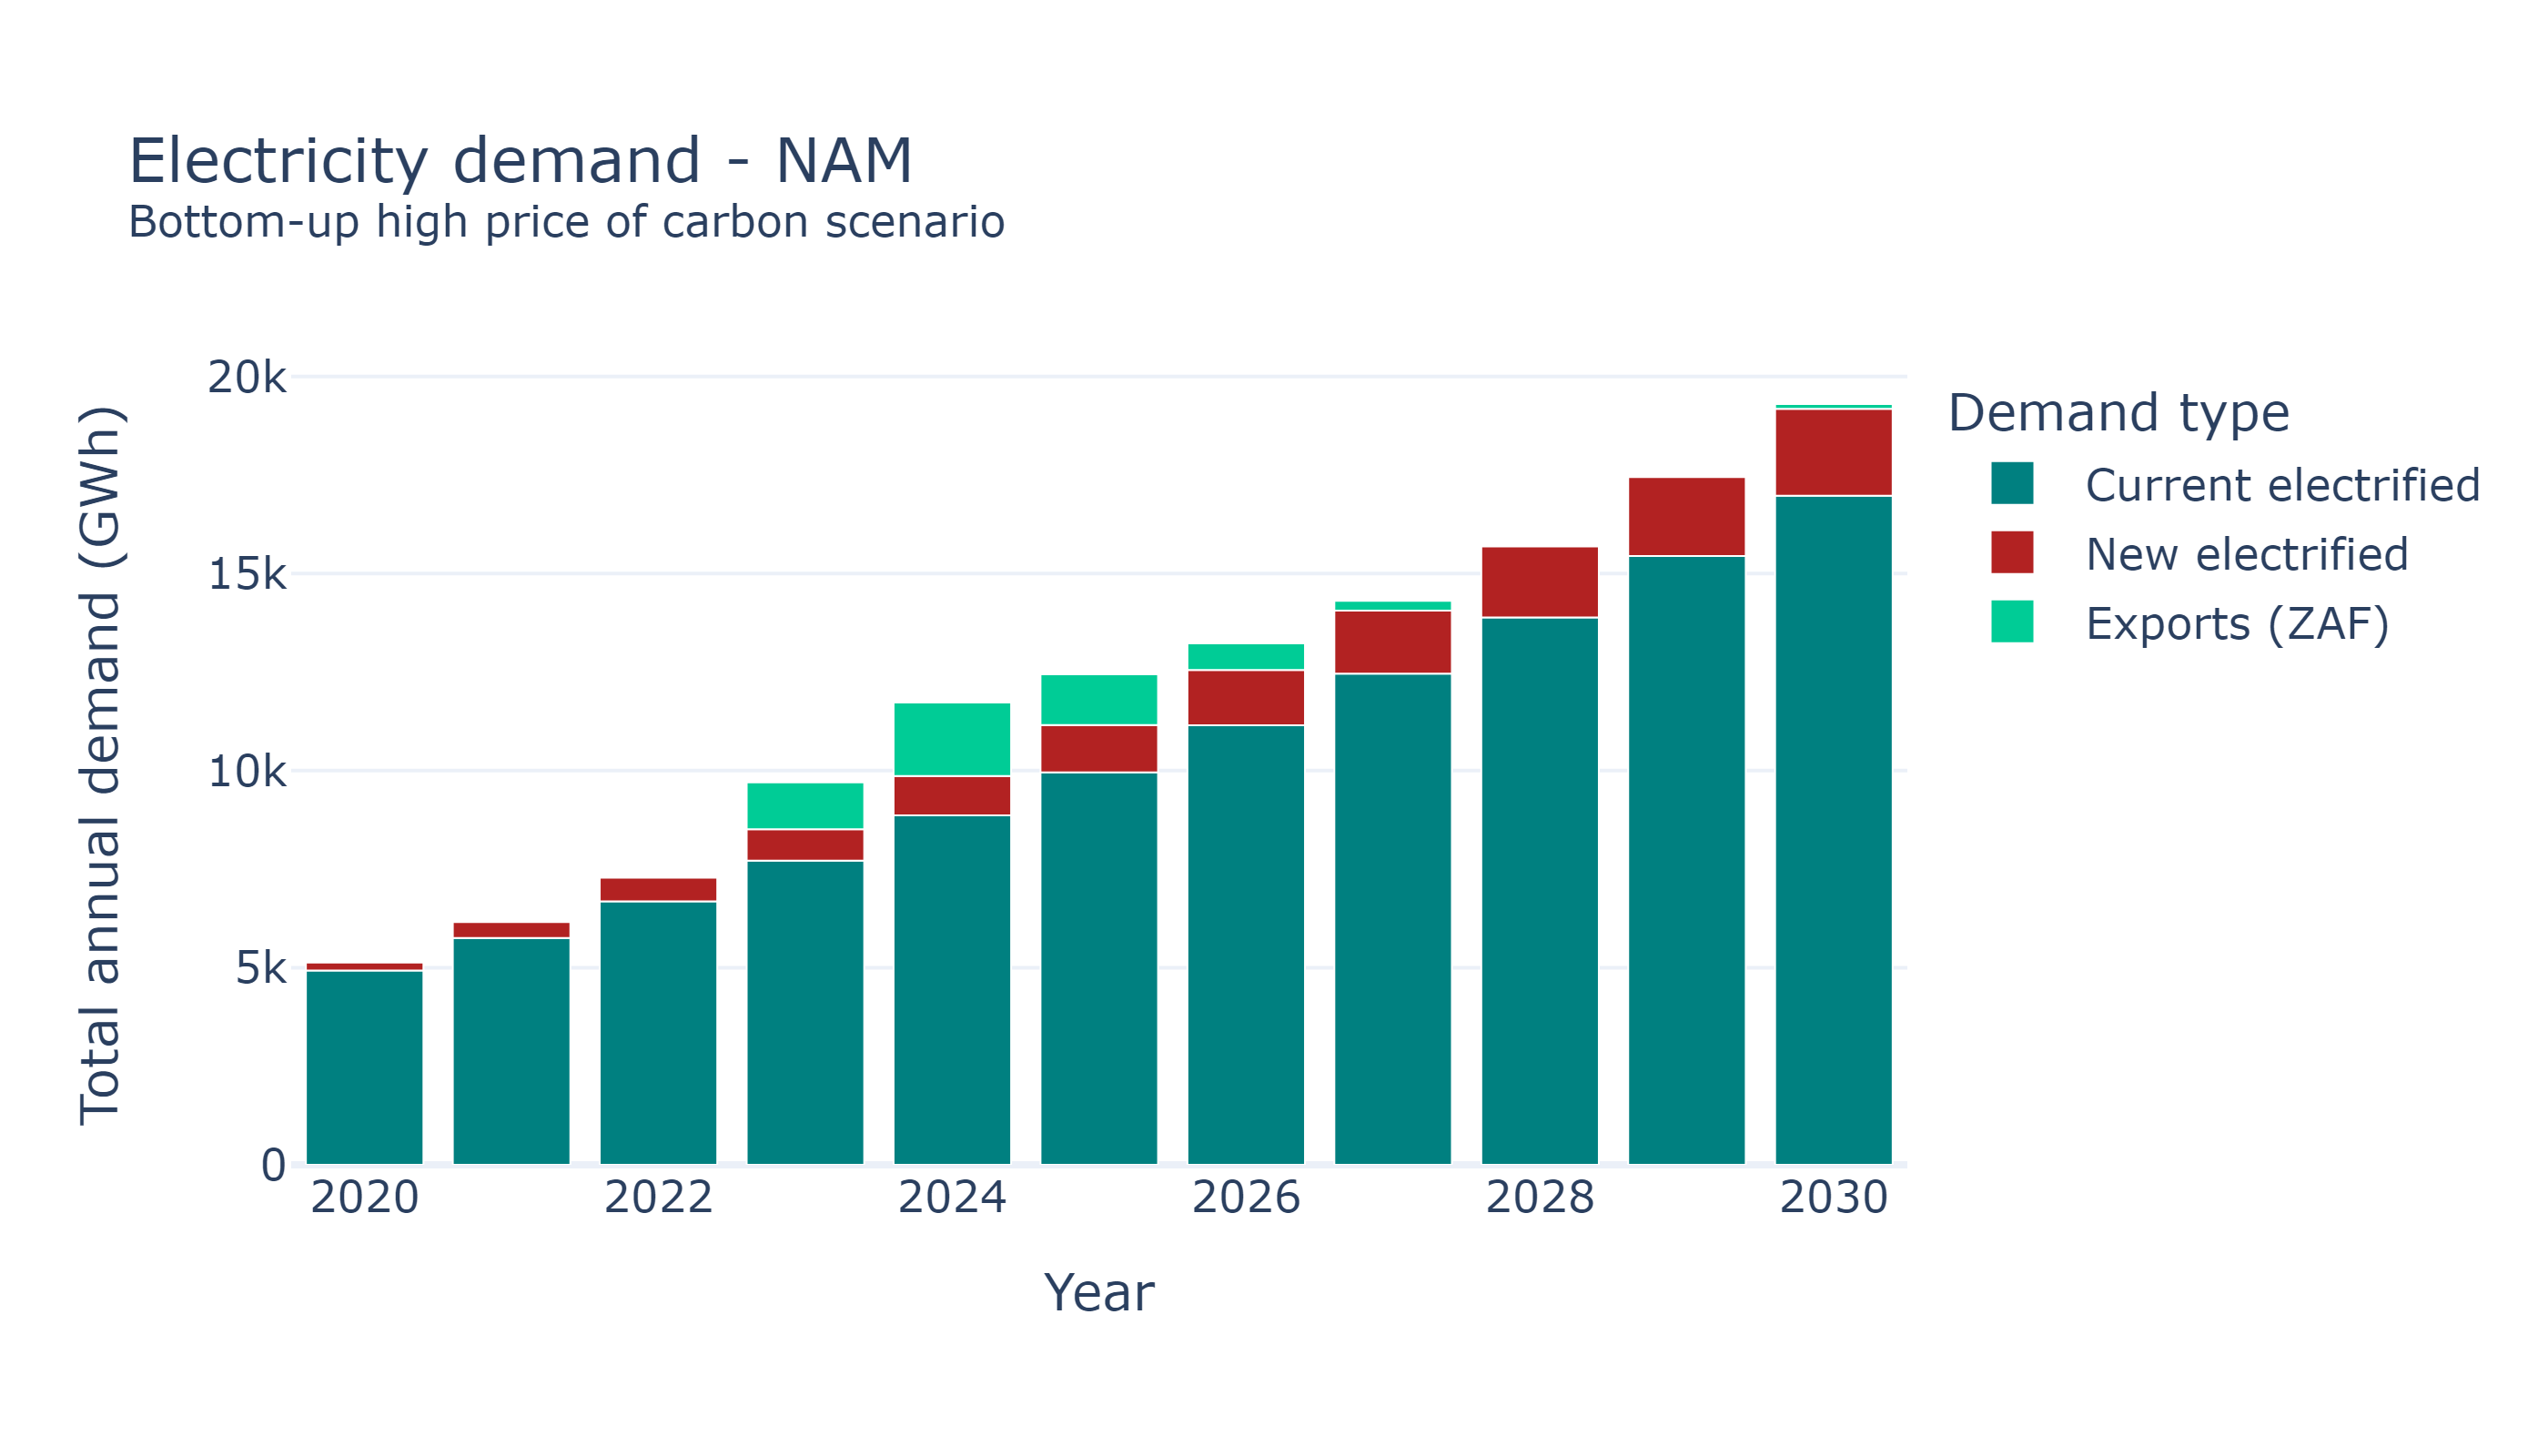 Electricity demand - NAM
Bottom-up high price of carbon scenario
Total annual demand (GWh)
20k
15k
10k
5k
0
2020
2022
2024
2026
2028
2030
Year
Demand type
Current electrified
New electrified
Exports (ZAF)